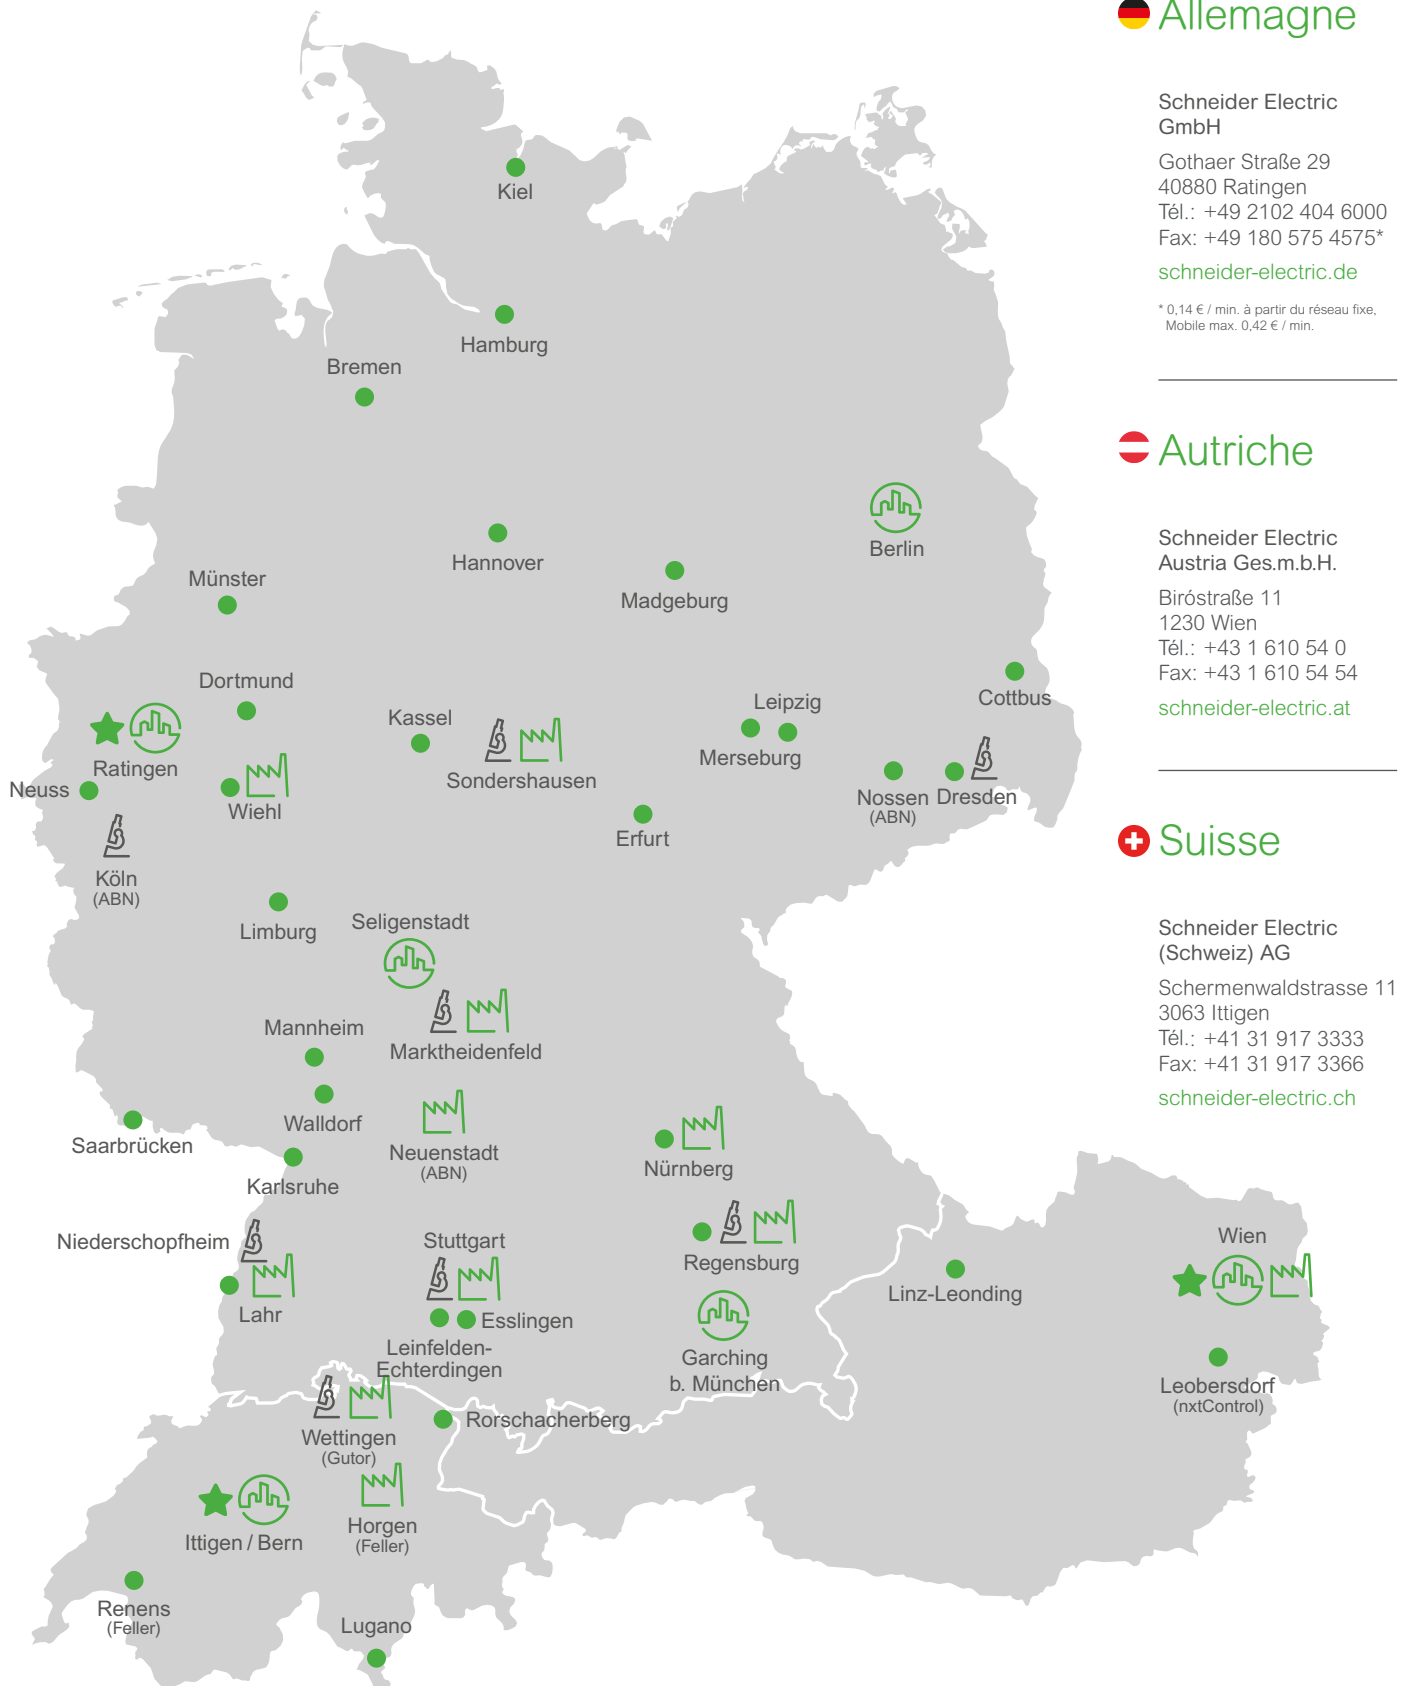 Allemagne
Schneider Electric
GmbH
Gothaer Straße 29
40880 Ratingen
Tél.: +49 2102 404 6000
Fax: +49 180 575 4575*
schneider-electric.de
* 0,14 € / min. à partir du réseau fixe,
Mobile max. 0,42 € / min.
Autriche
Schneider Electric
Austria Ges.m.b.H.
Biróstraße 11
1230 Wien
Tél.: +43 1 610 54 0
Fax: +43 1 610 54 54
schneider-electric.at
Suisse
Schneider Electric
(Schweiz) AG
Schermenwaldstrasse 11
3063 Ittigen
Tél.: +41 31 917 3333
Fax: +41 31 917 3366
schneider-electric.ch
Kiel
Hamburg
Bremen
Berlin
Hannover
Münster
Madgeburg
Dortmund
Cottbus
Leipzig
Kassel
Merseburg
Ratingen
Sondershausen
Neuss
Wiehl
Nossen
(ABN)
Dresden
Erfurt
Köln
(ABN)
Limburg
Seligenstadt
Mannheim
Marktheidenfeld
Walldorf
Saarbrücken
Neuenstadt
(ABN)
Nürnberg
Karlsruhe
Niederschopfheim
Stuttgart
Regensburg
Wien
Linz-Leonding
Lahr
Esslingen
Leinfelden-
Echterdingen
Garching
b. München
Leobersdorf
(nxtControl)
Rorschacherberg
Wettingen
(Gutor)
Horgen
(Feller)
Ittigen / Bern
Renens
(Feller)
Lugano